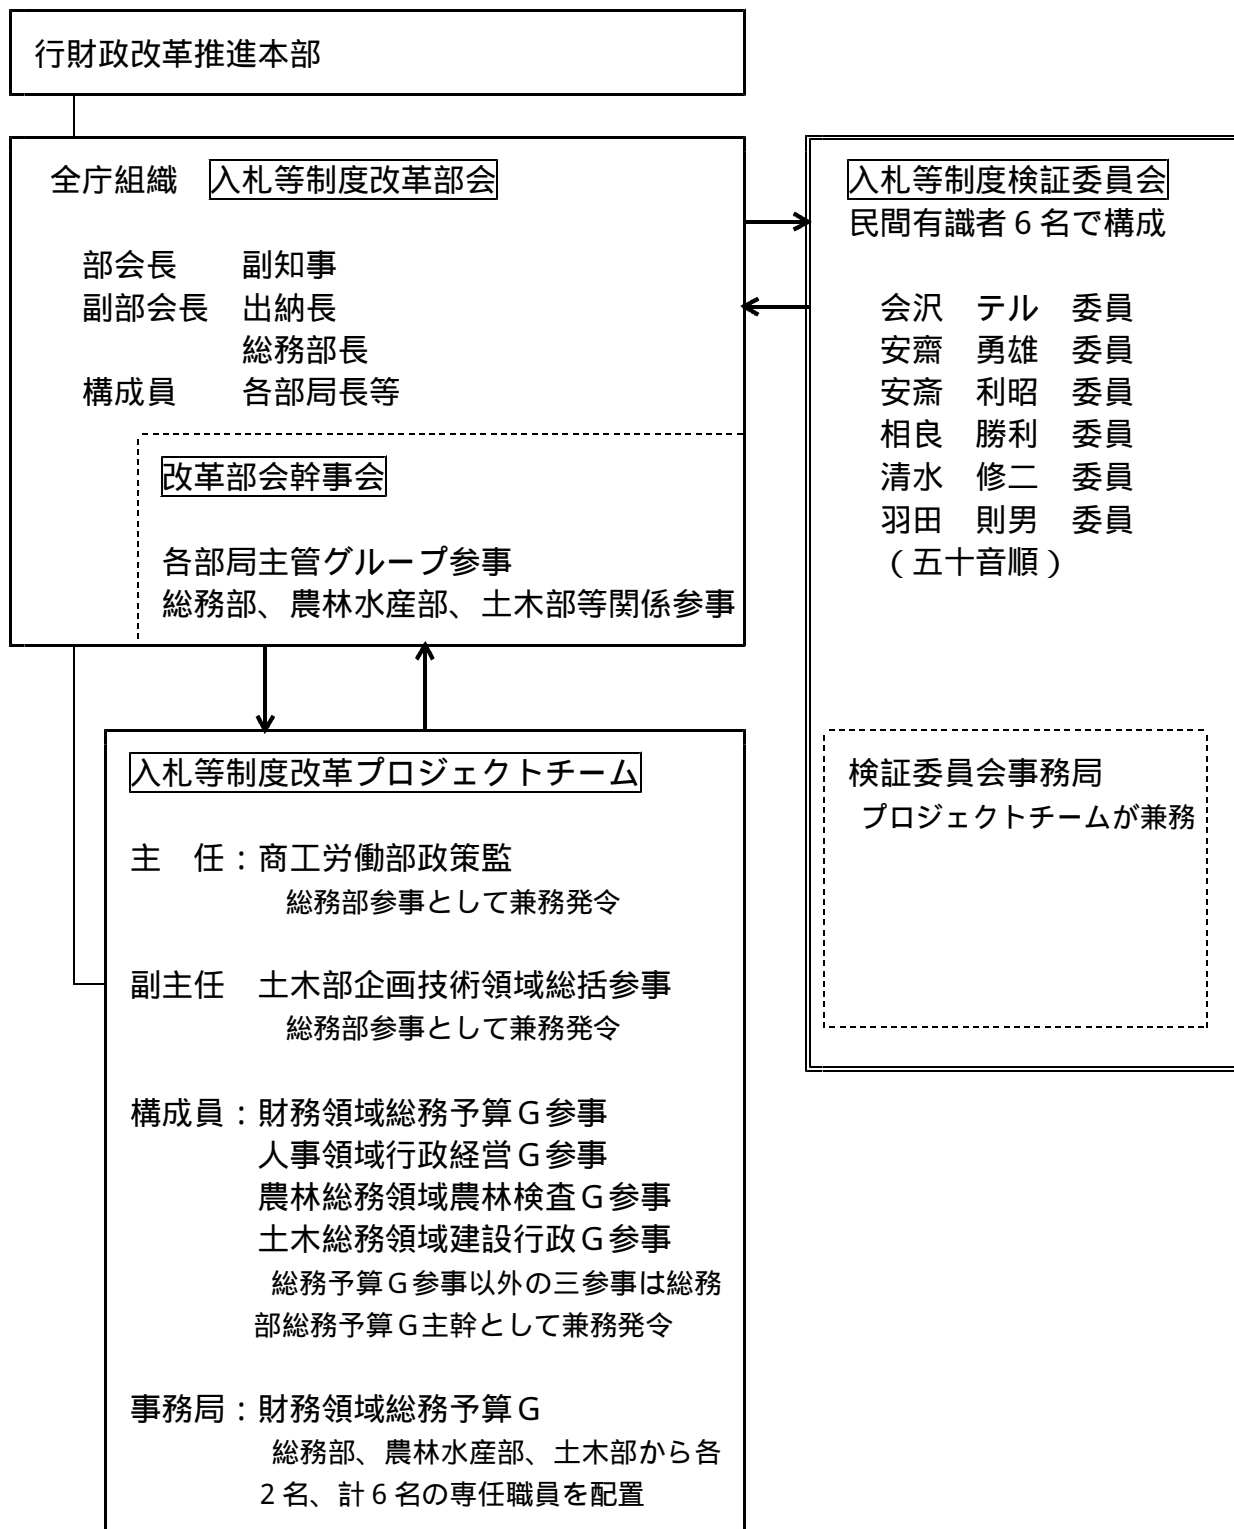 行財政改革推進本部
全庁組織　入札等制度改革部会
部会長　　副知事
副部会長　出納長
総務部長
構成員　　各部局長等
改革部会幹事会
各部局主管グループ参事
総務部、農林水産部、土木部等関係参事
入札等制度検証委員会
民間有識者６名で構成
会沢　テル　委員
安齋　勇雄　委員
安斎　利昭　委員
相良　勝利　委員
清水　修二　委員
羽田　則男　委員
（五十音順）
検証委員会事務局
プロジェクトチームが兼務
入札等制度改革プロジェクトチーム
主　任：商工労働部政策監
総務部参事として兼務発令
副主任　土木部企画技術領域総括参事
総務部参事として兼務発令
構成員：財務領域総務予算Ｇ参事
人事領域行政経営Ｇ参事
農林総務領域農林検査Ｇ参事
土木総務領域建設行政Ｇ参事
総務予算Ｇ参事以外の三参事は総務
部総務予算Ｇ主幹として兼務発令
事務局：財務領域総務予算Ｇ
総務部、農林水産部、土木部から各
２名、計６名の専任職員を配置